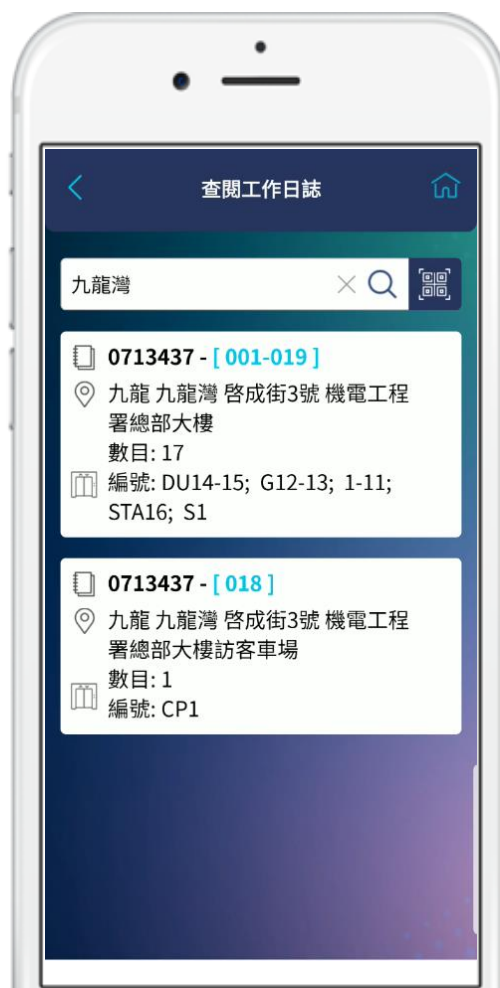 查閱工作日誌
九龍灣
0713437 - [ 001-019 ]
九龍 九龍灣 啓成街3號 機電工程
署總部大樓
數目: 17
編號: DU14-15; G12-13; 1-11;
STA16; S1
0713437 - [ 018 ]
九龍 九龍灣 啓成街3號 機電工程
署總部大樓訪客車場
數目: 1
編號: CP1